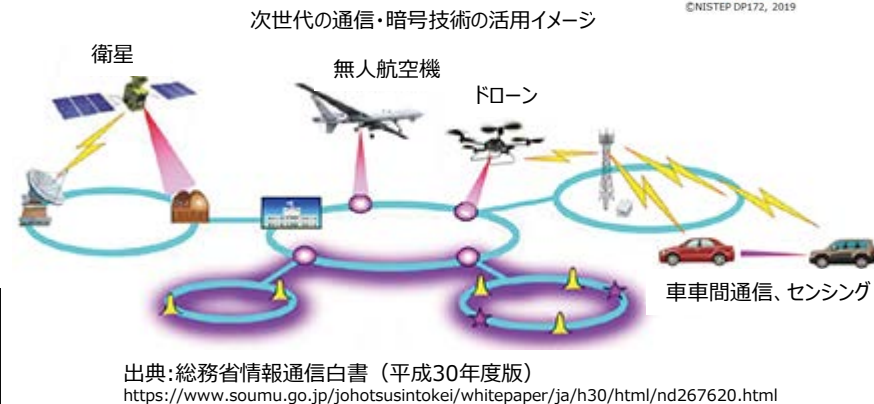 ©NISTEP DP172, 2019
次世代の通信・暗号技術の活用イメージ
衛星
無人航空機
ドローン
車車間通信、センシング
出典:総務省情報通信白書（平成30年度版）
https://www.soumu.go.jp/johotsusintokei/whitepaper/ja/h30/html/nd267620.html